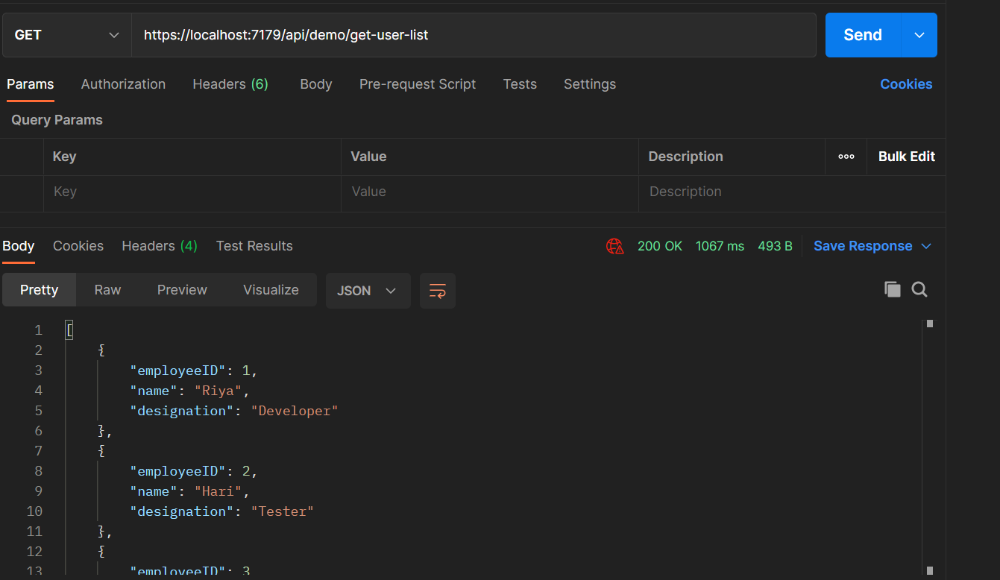 GET https://localhost:7179/api/demo/get-user-list Send
Params Authorization Headers (6) Body Pre-request Script Tests Settings Cookies
Query Params
Key Value Description ooo Bulk Edit
Key Value Description
Body Cookies Headers (4) Test Results 200 OK 1067 ms 493 B Save Response
Pretty Raw Preview Visualize JSON
1 [
2 {
3 "employeeID": 1,
4 "name": "Riya",
5 "designation": "Developer"
6 },
7 {
8 "employeeID": 2,
9 "name": "Hari",
10 "designation": "Tester"
11 },
12 {
13 "employeeID": 3